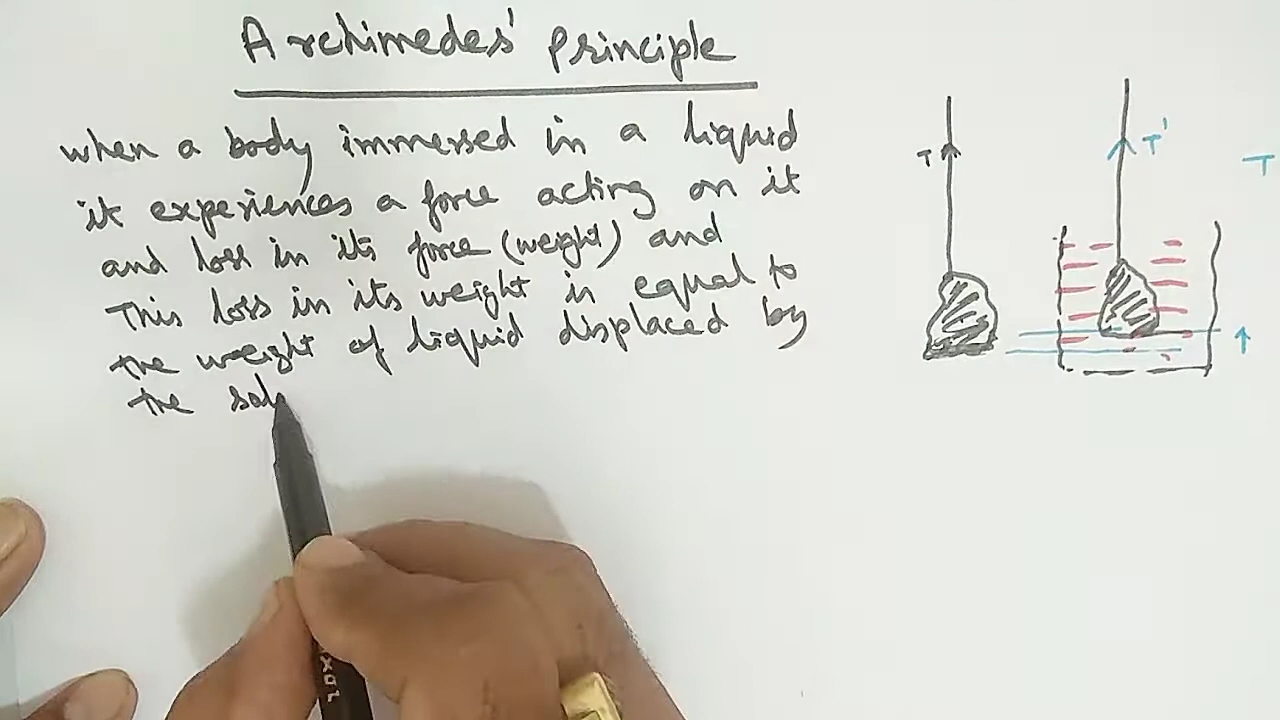 Archimedes' Principle
when a body immersed in a liquid
it experiences a force acting on it
and loss in its force (weight) and
This loss in its weight is equal to
the weight of liquid displaced by
the sol
T
T'
T